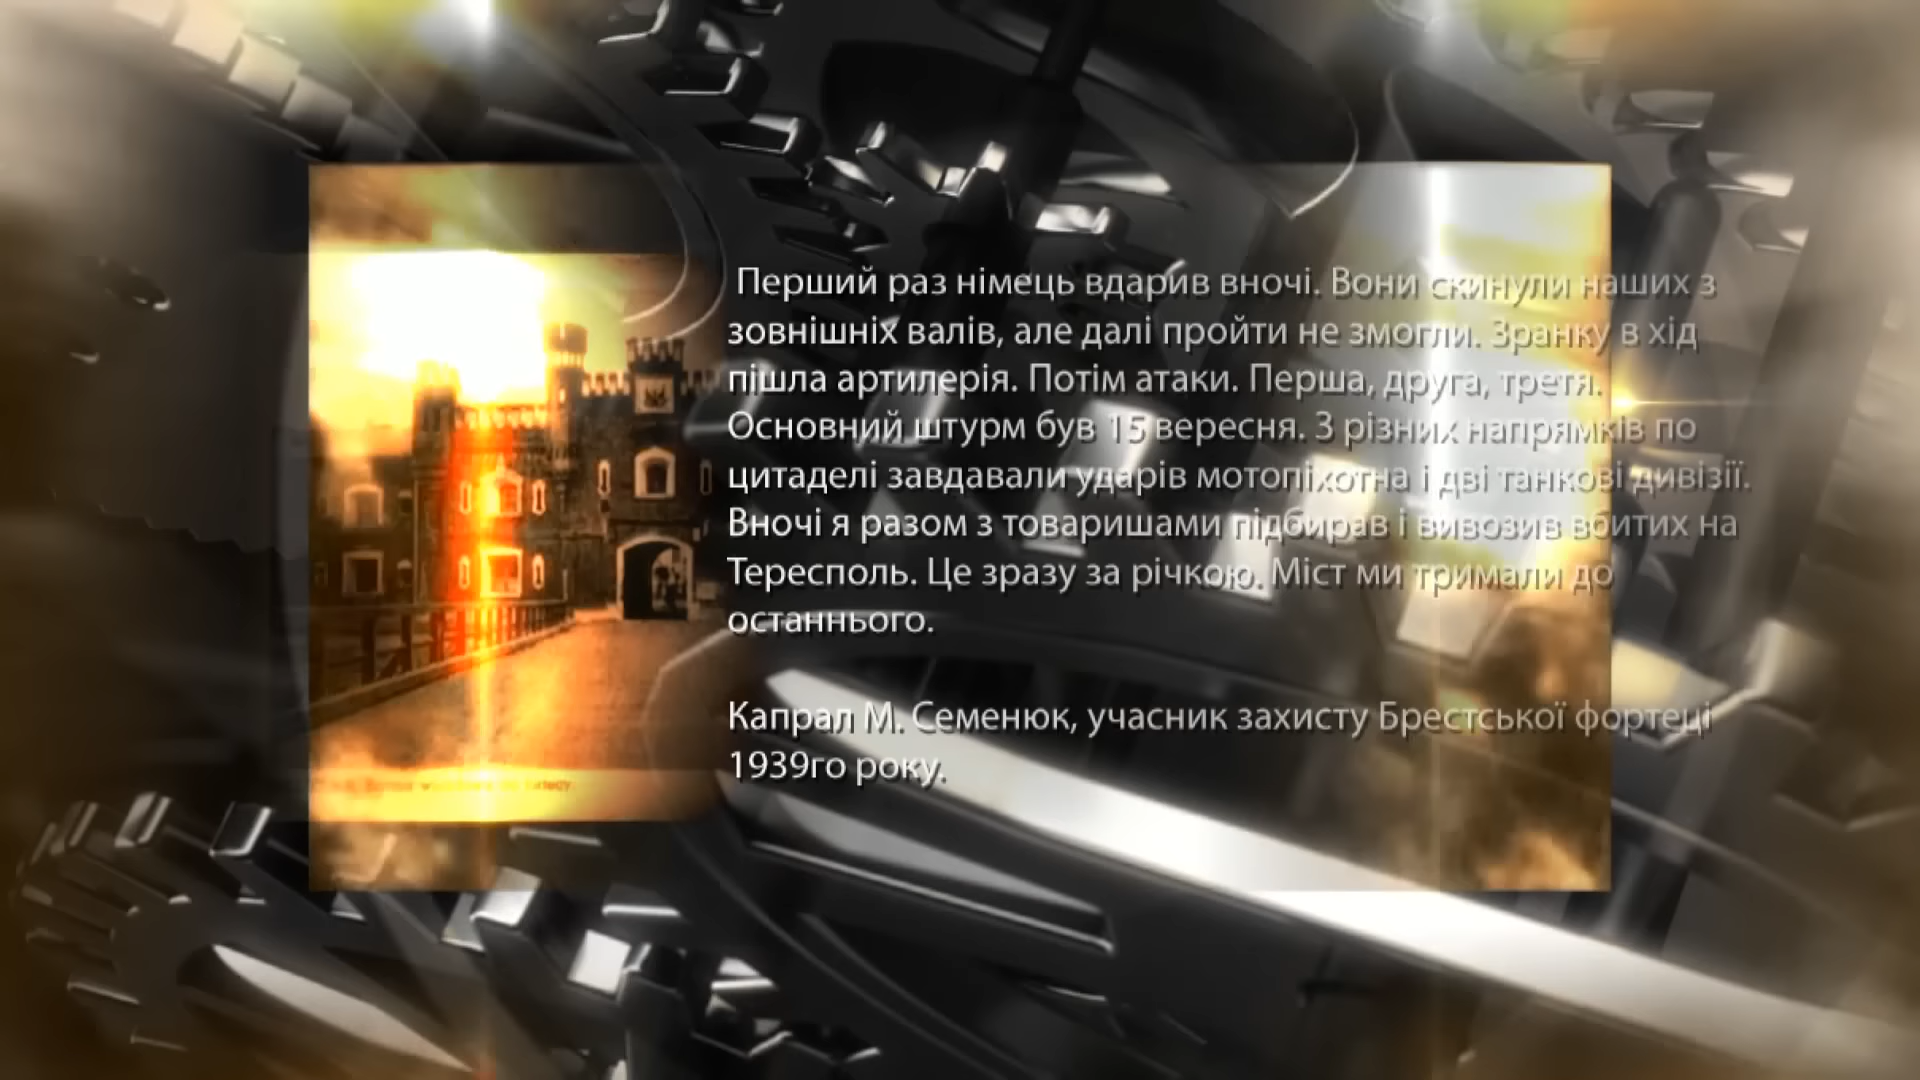 Перший раз німець вдарив вночі. Вони скинули наших з
зовнішніх валів, але далі пройти не змогли. Зранку в хід
пішла артилерія. Потім атаки. Перша, друга, третя.
Основний штурм був 15 вересня. З різних напрямків по
цитаделі завдавали ударів мотопіхотна і дві танкові дивізії.
Вночі я разом з товаришами підбирав і вивозив вбитих на
Тересполь. Це зразу за річкою. Міст ми тримали до
останнього.
Капрал М. Семенюк, учасник захисту Брестської фортеці
1939го року.